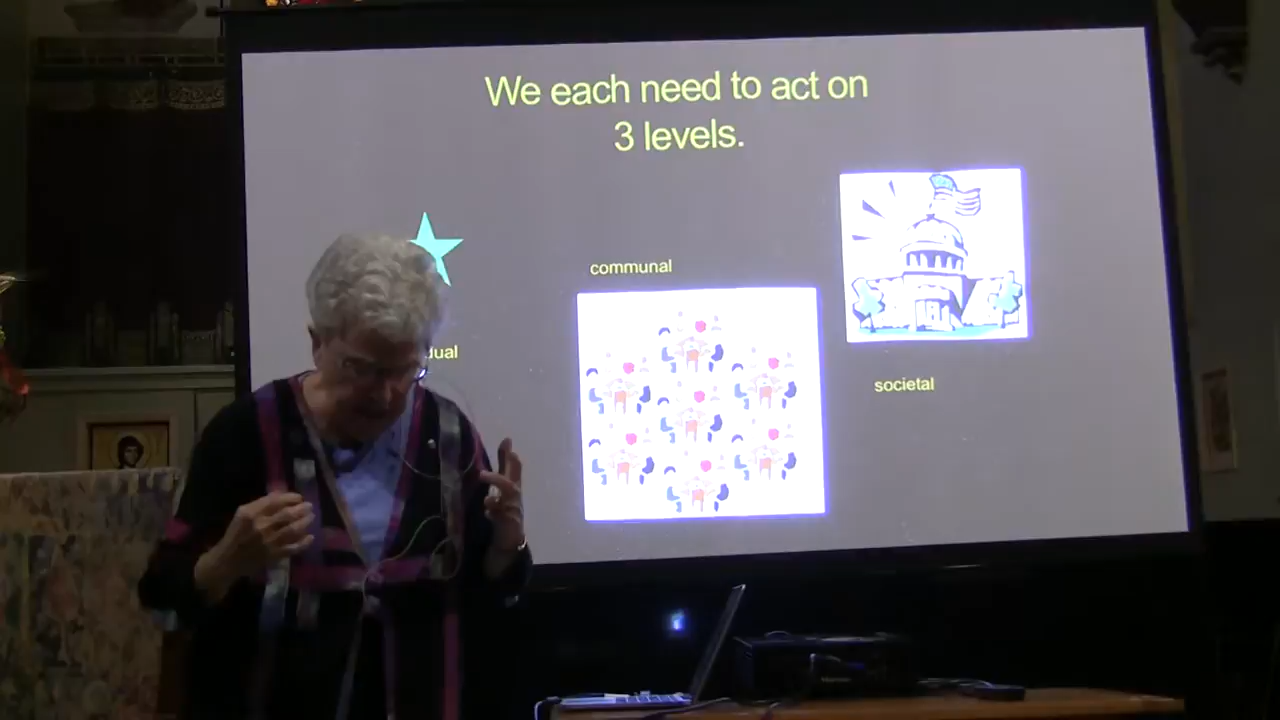 We each need to act on
3 levels.
communal
dual
societal